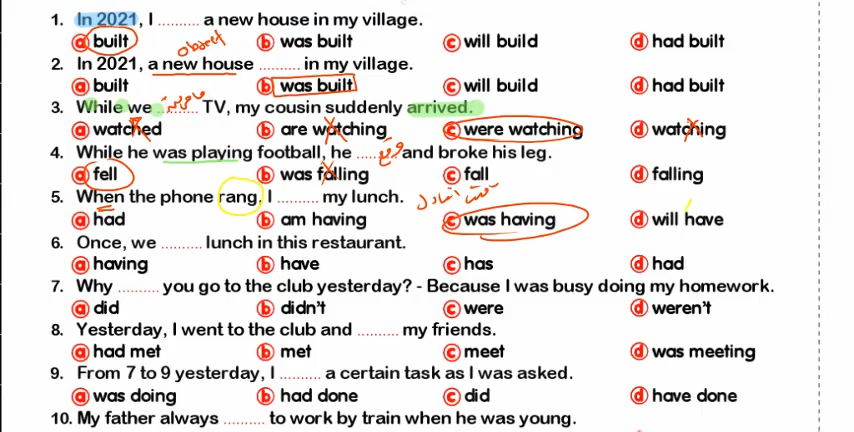 1. In 2021, I .......... a new house in my village.
a built b was built c will build d had built
object
2. In 2021, a new house .......... in my village.
a built b was built c will build d had built
3. While we .......... TV, my cousin suddenly arrived.
a watched b are watching c were watching d watching
4. While he was playing football, he .......... and broke his leg.
وقع
a fell b was falling c fall d falling
5. When the phone rang, I .......... my lunch.
a had b am having c was having d will have
6. Once, we .......... lunch in this restaurant.
a having b have c has d had
7. Why .......... you go to the club yesterday? - Because I was busy doing my homework.
a did b didn't c were d weren't
8. Yesterday, I went to the club and .......... my friends.
a had met b met c meet d was meeting
9. From 7 to 9 yesterday, I .......... a certain task as I was asked.
a was doing b had done c did d have done
10. My father always .......... to work by train when he was young.